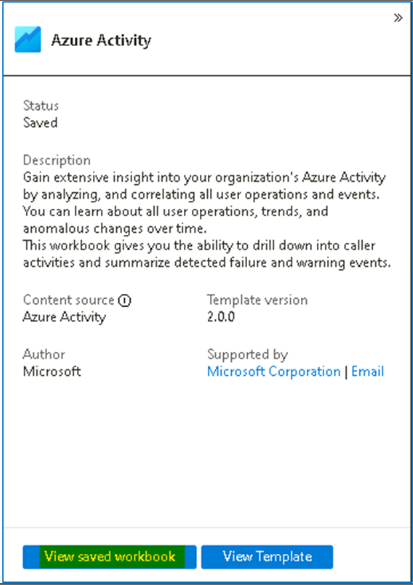 »
Azure Activity
Status
Saved
Description
Gain extensive insight into your organization's Azure Activity
by analyzing, and correlating all user operations and events.
You can learn about all user operations, trends, and
anomalous changes over time.
This workbook gives you the ability to drill down into caller
activities and summarize detected failure and warning events.
Content source Template version
Azure Activity 2.0.0
Author Supported by
Microsoft Microsoft Corporation | Email
View saved workbook View Template